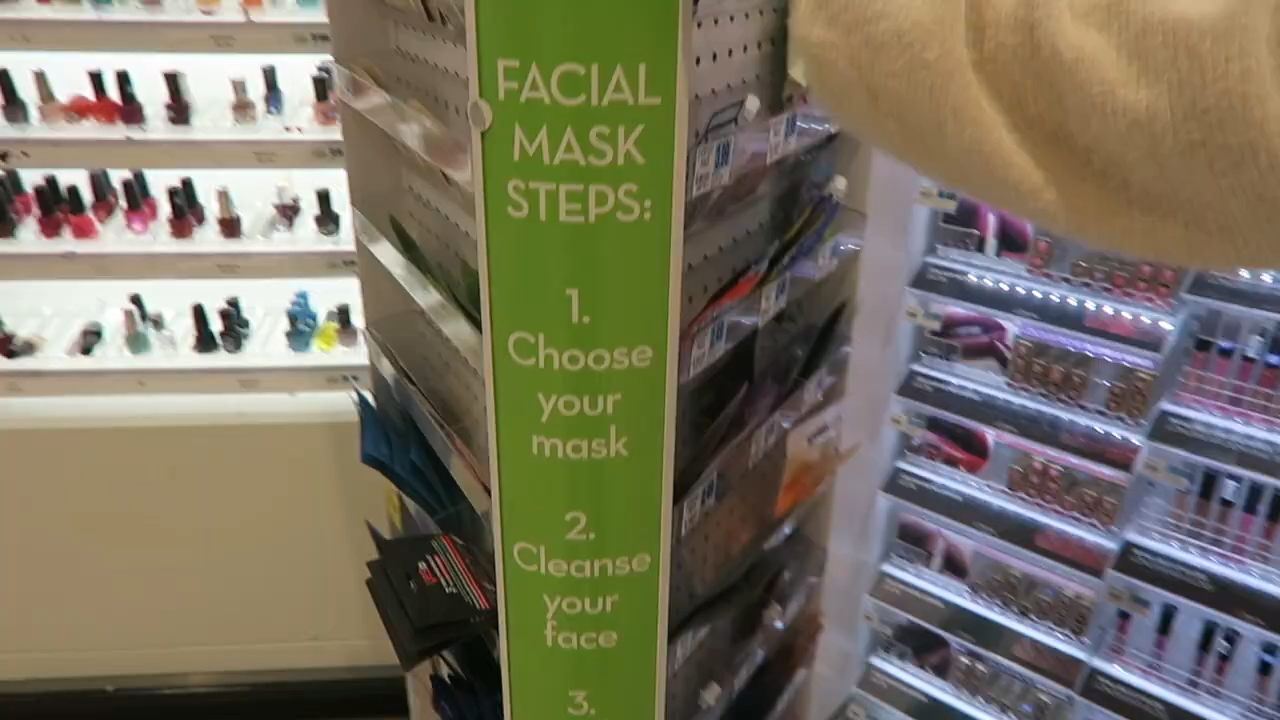 FACIAL
MASK
STEPS:
1.
Choose
your
mask
2.
Cleanse
your
face
3.